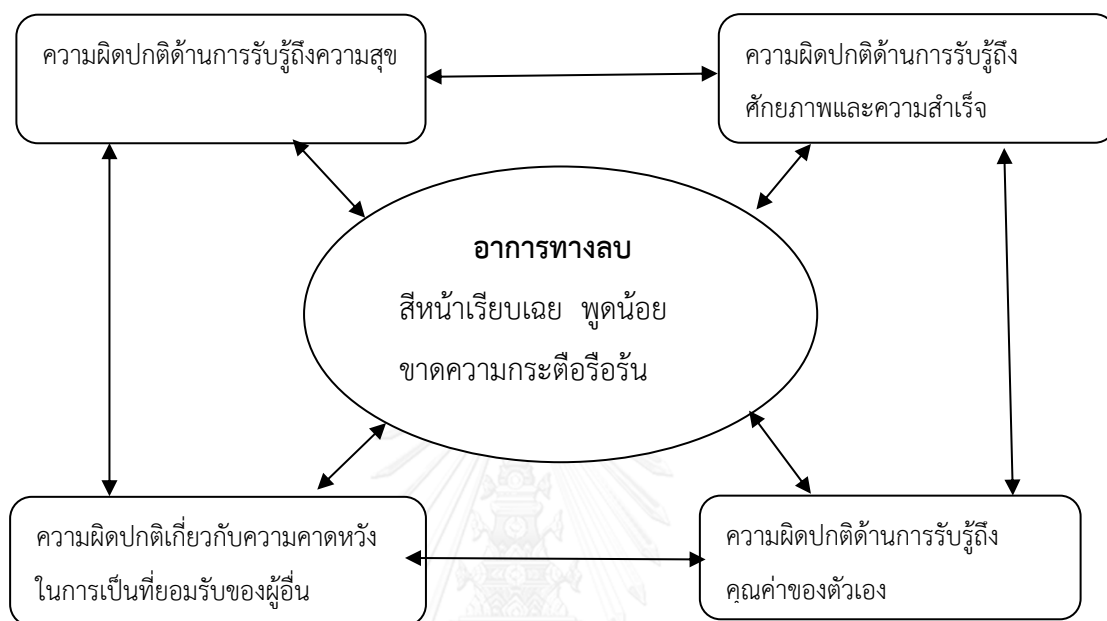 ความผิดปกติด้านการรับรู้ถึงความสุข
ความผิดปกติด้านการรับรู้ถึง
ศักยภาพและความสำเร็จ
อาการทางลบ
สีหน้าเรียบเฉย พูดน้อย
ขาดความกระตือรือร้น
ความผิดปกติเกี่ยวกับความคาดหวัง
ในการเป็นที่ยอมรับของผู้อื่น
ความผิดปกติด้านการรับรู้ถึง
คุณค่าของตัวเอง